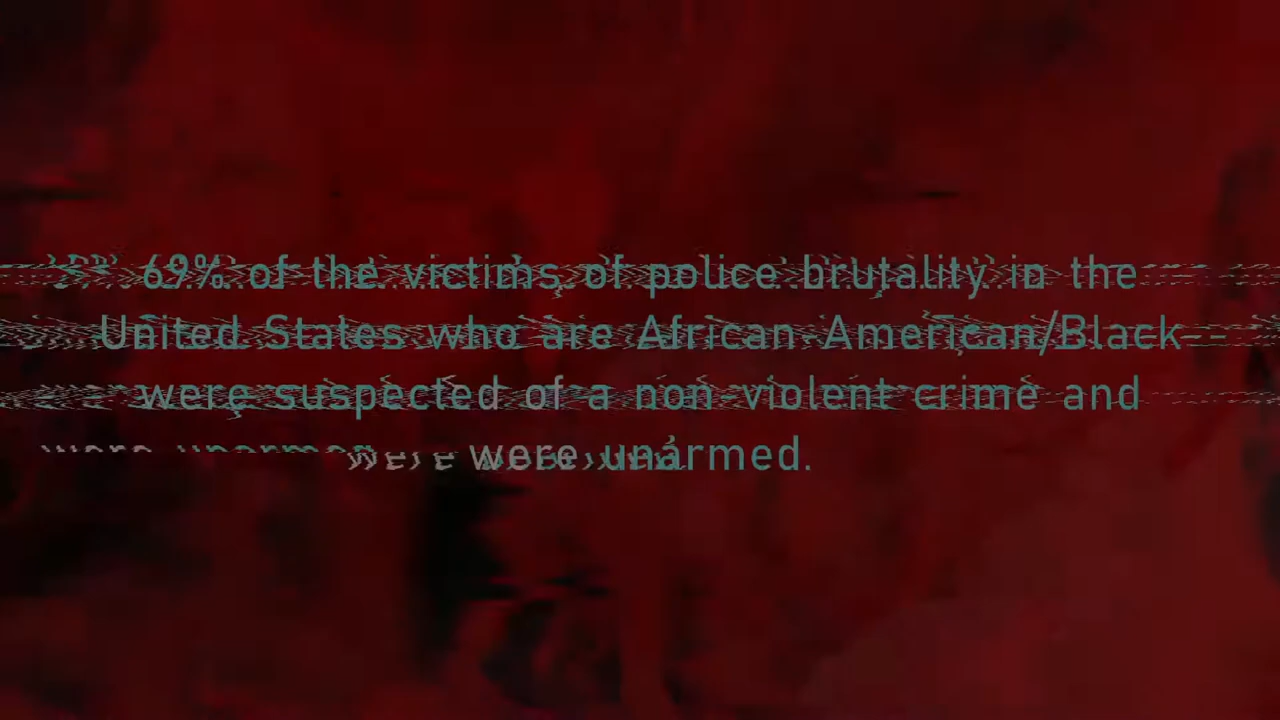 69% of the victims of police brutality in the
United States who are African-American/Black
were suspected of a non-violent crime and
were unarmed.